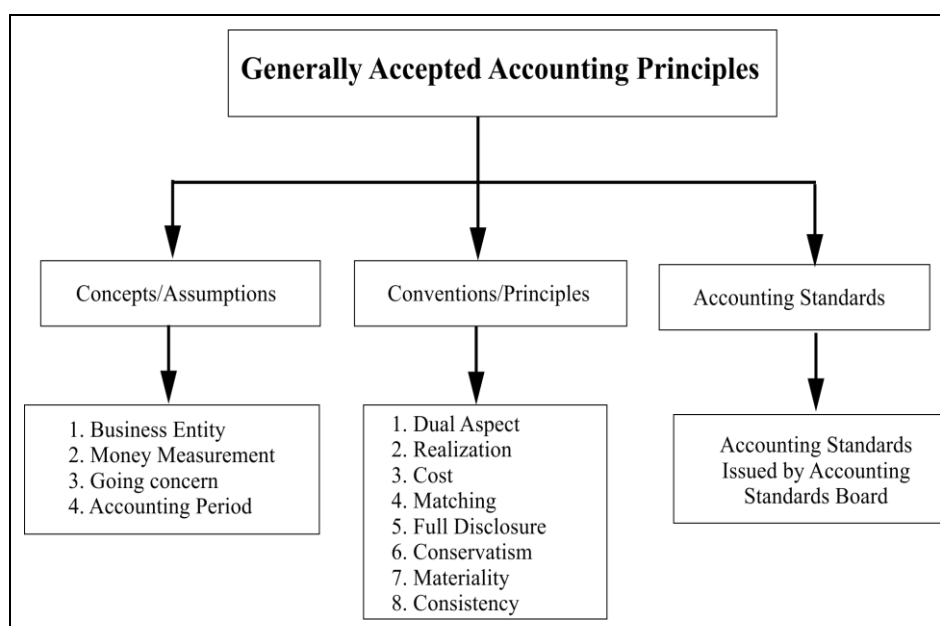 Generally Accepted Accounting Principles
Concepts/Assumptions
Conventions/Principles
Accounting Standards
1. Business Entity
2. Money Measurement
3. Going concern
4. Accounting Period
1. Dual Aspect
2. Realization
3. Cost
4. Matching
5. Full Disclosure
6. Conservatism
7. Materiality
8. Consistency
Accounting Standards
Issued by Accounting
Standards Board